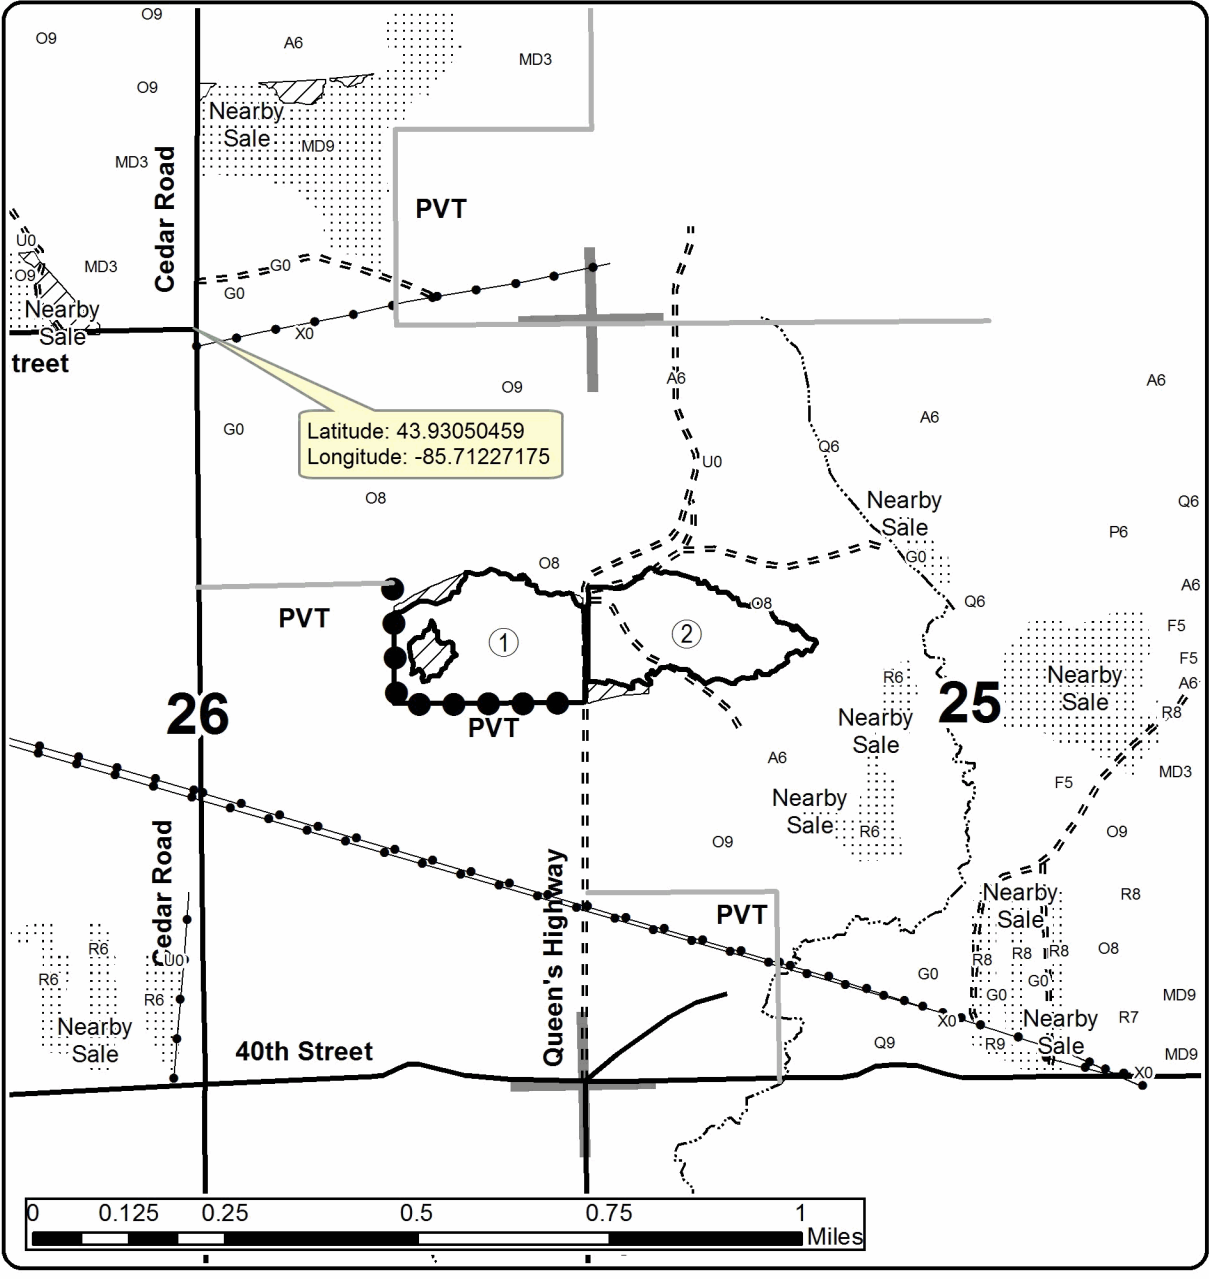 O9
O9
A6
MD3
O9
Nearby
Sale
MD9
MD3
Cedar Road
PVT
U0
MD3
G0
O9
G0
Nearby
Sale
X0
treet
A6
O9
A6
A6
G0
Latitude: 43.93050459
Longitude: -85.71227175
Q6
U0
O8
Nearby
Sale
Q6
P6
G0
O8
A6
Q6
O8
PVT
1
2
F5
F5
Nearby
Sale
R6
A6
25
26
R8
PVT
Nearby
Sale
A6
MD3
F5
Nearby
Sale
R6
O9
O9
Cedar Road
Queen's Highway
Nearby
Sale
R8
PVT
R6
U0
R8
R8
R8
O8
R6
G0
G0
G0
R6
MD9
X0
R7
Nearby
Sale
Nearby
Sale
Q9
R9
MD9
40th Street
X0
0 0.125 0.25 0.5 0.75 1
Miles